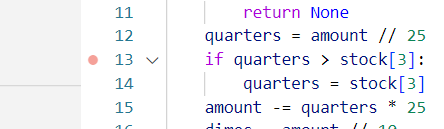 11 return None
12 quarters = amount // 25
13 if quarters > stock[3]:
14 quarters = stock[3]
15 amount -= quarters * 25